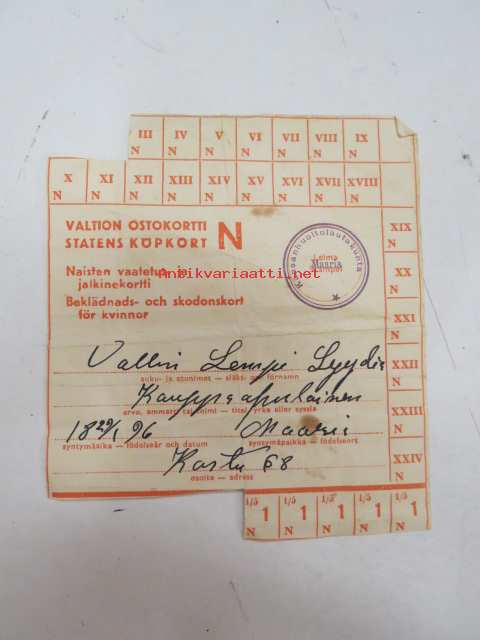 III IV V VI VII VIII IX
N N N N N N N
X XI XII XIII XIV XV XVI XVII XVIII
N N N N N N N N N
VALTION OSTOKORTTI N
STATENS KÖPKORT
Naisten vaatetus- ja
jalkinekortti
Beklädnads- och skodonskort
för kvinnor
Kansanhuoltolautakunta
Leima
Maaria
Stämpel
Antikvariaatti.net
XIX
N
XX
N
XXI
N
XXII
N
XXIII
N
XXIV
N
Vallin Lempi Lyydia
suku- ja etunimet — släkt- och förnamn
Kauppa-apulainen
arvo, ammatti tai toimi — titel, yrke eller syssla
18 29/1 96 Maaria
syntymäaika — födelseår och datum syntymäpaikka — födelseort
Kastu 68
osoite — adress
1/5 1/5 1/5 1/5 1/5
1 1 1 1 1
N N N N N